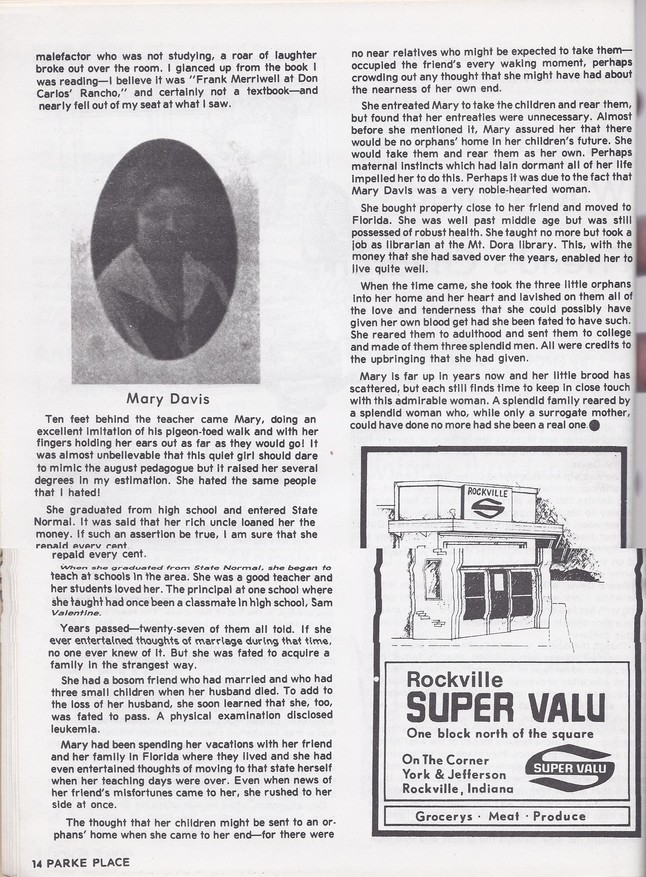 malefactor who was not studying, a roar of laughter
broke out over the room. I glanced up from the book I
was reading—I believe it was "Frank Merriwell at Don
Carlos' Rancho," and certainly not a textbook—and
nearly fell out of my seat at what I saw.
Mary Davis
Ten feet behind the teacher came Mary, doing an
excellent imitation of his pigeon-toed walk and with her
fingers holding her ears out as far as they would go! It
was almost unbelievable that this quiet girl should dare
to mimic the august pedagogue but it raised her several
degrees in my estimation. She hated the same people
that I hated!
She graduated from high school and entered State
Normal. It was said that her rich uncle loaned her the
money. If such an assertion be true, I am sure that she
repaid every cent
repaid every cent.
When she graduated from State Normal, she began to
teach at schools in the area. She was a good teacher and
her students loved her. The principal at one school where
she taught had once been a classmate in high school, Sam
Valentine.
Years passed—twenty-seven of them all told. If she
ever entertained thoughts of marriage during that time,
no one ever knew of it. But she was fated to acquire a
family in the strangest way.
She had a bosom friend who had married and who had
three small children when her husband died. To add to
the loss of her husband, she soon learned that she, too,
was fated to pass. A physical examination disclosed
leukemia.
Mary had been spending her vacations with her friend
and her family in Florida where they lived and she had
even entertained thoughts of moving to that state herself
when her teaching days were over. Even when news of
her friend's misfortunes came to her, she rushed to her
side at once.
The thought that her children might be sent to an or-
phans' home when she came to her end—for there were
no near relatives who might be expected to take them—
occupied the friend's every waking moment, perhaps
crowding out any thought that she might have had about
the nearness of her own end.
She entreated Mary to take the children and rear them,
but found that her entreaties were unnecessary. Almost
before she mentioned it, Mary assured her that there
would be no orphans' home in her children's future. She
would take them and rear them as her own. Perhaps
maternal instincts which had lain dormant all of her life
impelled her to do this. Perhaps it was due to the fact that
Mary Davis was a very noble-hearted woman.
She bought property close to her friend and moved to
Florida. She was well past middle age but was still
possessed of robust health. She taught no more but took a
job as librarian at the Mt. Dora library. This, with the
money that she had saved over the years, enabled her to
live quite well.
When the time came, she took the three little orphans
into her home and her heart and lavished on them all of
the love and tenderness that she could possibly have
given her own blood get had she been fated to have such.
She reared them to adulthood and sent them to college
and made of them three splendid men. All were credits to
the upbringing that she had given.
Mary is far up in years now and her little brood has
scattered, but each still finds time to keep in close touch
with this admirable woman. A splendid family reared by
a splendid woman who, while only a surrogate mother,
could have done no more had she been a real one.
ROCKVILLE
Rockville
SUPER VALU
One block north of the square
On The Corner
York & Jefferson
Rockville, Indiana
SUPER VALU
Grocerys · Meat · Produce
14 PARKE PLACE